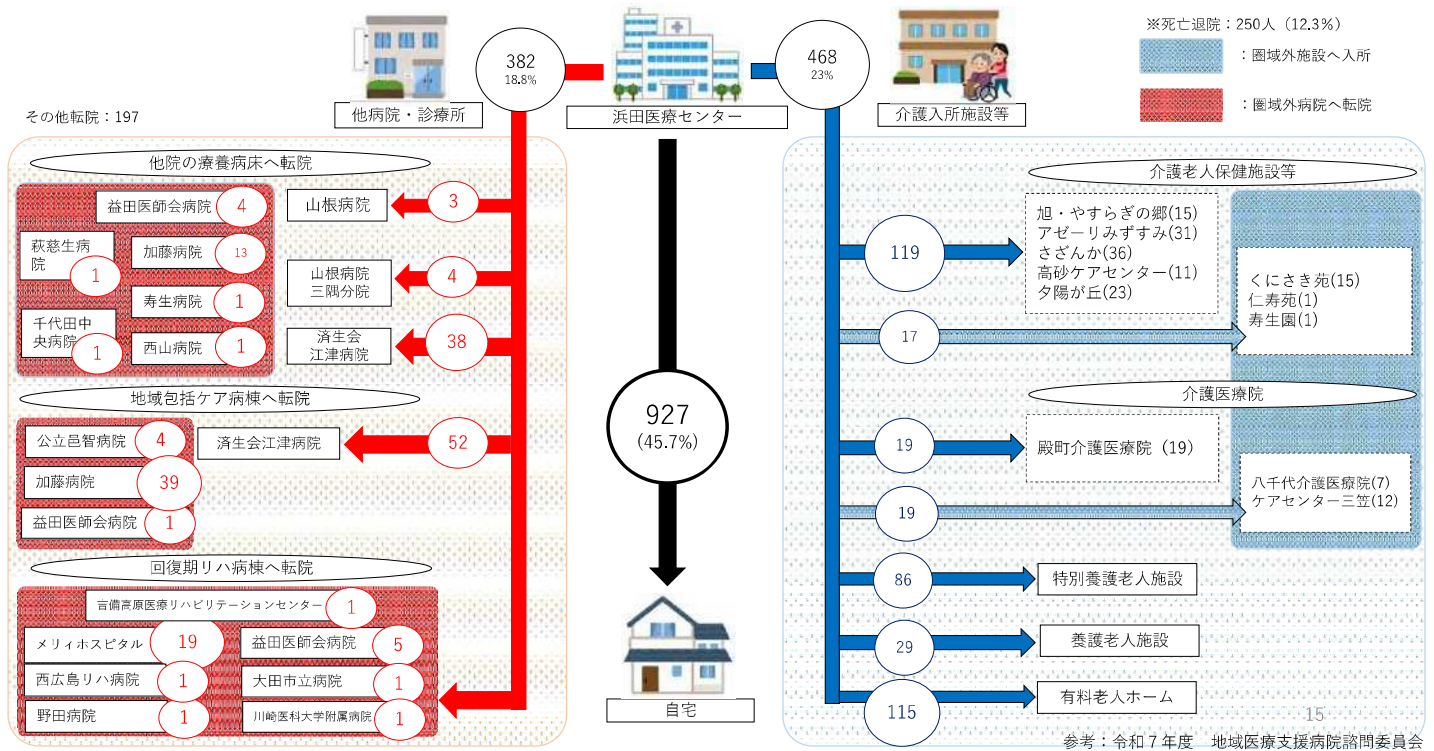 ※死亡退院：250人（12.3％）
：圏域外施設へ入所
：圏域外病院へ転院
382
18.8%
468
23%
他病院・診療所
浜田医療センター
介護入所施設等
その他転院：197
他院の療養病床へ転院
益田医師会病院
4
萩慈生病
院
1
加藤病院
13
寿生病院
1
千代田中
央病院
1
西山病院
1
山根病院
3
山根病院
三隅分院
4
済生会
江津病院
38
地域包括ケア病棟へ転院
公立邑智病院
4
加藤病院
39
益田医師会病院
1
済生会江津病院
52
回復期リハ病棟へ転院
吉備高原医療リハビリテーションセンター
1
メリィホスピタル
19
益田医師会病院
5
西広島リハ病院
1
大田市立病院
1
野田病院
1
川崎医科大学附属病院
1
927
(45.7%)
自宅
介護老人保健施設等
119
旭・やすらぎの郷(15)
アゼーリみずすみ(31)
さざんか(36)
高砂ケアセンター(11)
夕陽が丘(23)
17
くにさき苑(15)
仁寿苑(1)
寿生園(1)
介護医療院
19
殿町介護医療院（19）
19
八千代介護医療院(7)
ケアセンター三笠(12)
86
特別養護老人施設
29
養護老人施設
115
有料老人ホーム
15
参考：令和７年度　地域医療支援病院諮問委員会